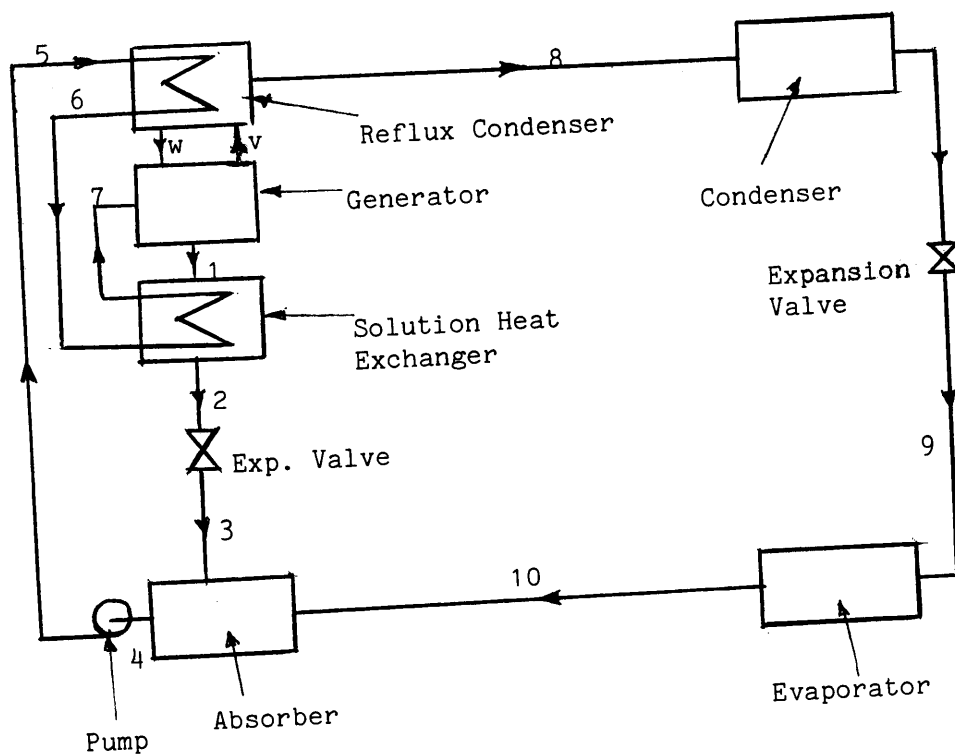 5
8
6
Reflux Condenser
w
v
Condenser
7
Generator
1
Expansion
Valve
Solution Heat
Exchanger
2
Exp. Valve
9
3
10
4
Evaporator
Absorber
Pump